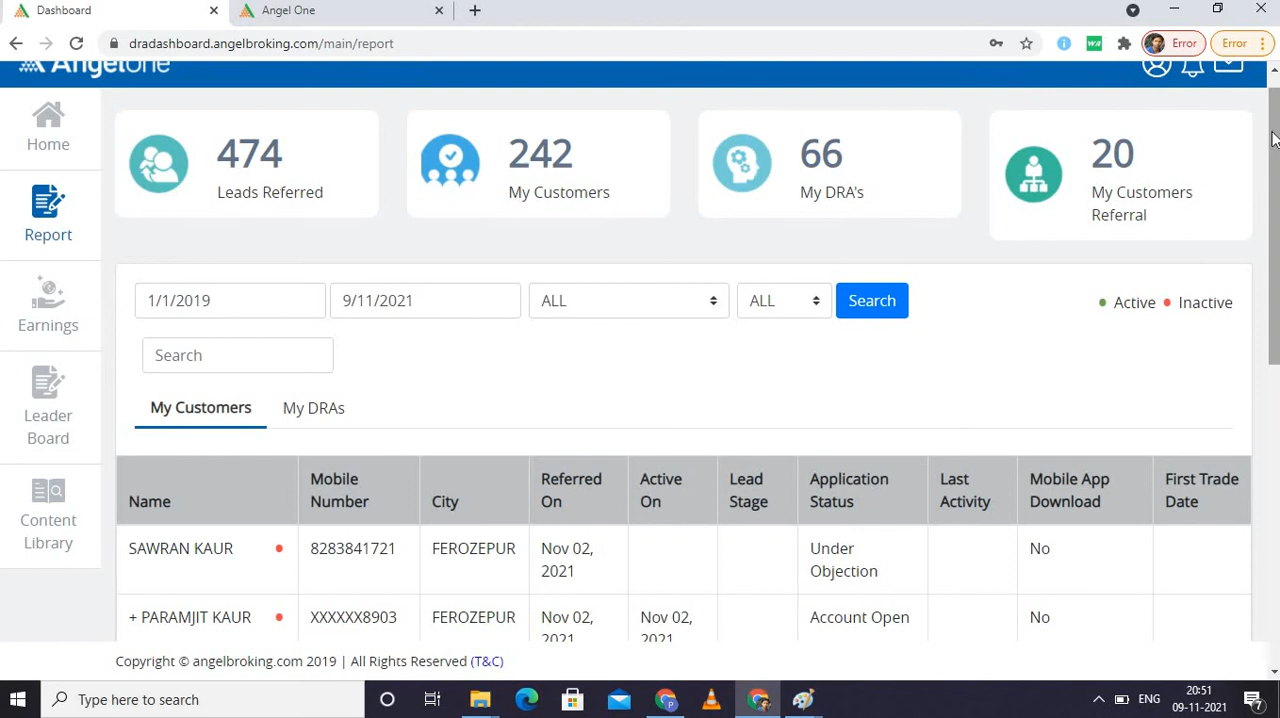 Dashboard
Angel One
dradashboard.angelbroking.com/main/report
Error
Error
AngelOne
Home
Report
Earnings
Leader
Board
Content
Library
474
Leads Referred
242
My Customers
66
My DRA's
20
My Customers
Referral
1/1/2019
9/11/2021
ALL
ALL
Search
Active
Inactive
Search
My Customers
My DRAs
Name
Mobile
Number
City
Referred
On
Active
On
Lead
Stage
Application
Status
Last
Activity
Mobile App
Download
First Trade
Date
SAWRAN KAUR
8283841721
FEROZEPUR
Nov 02,
2021
Under
Objection
No
+ PARAMJIT KAUR
XXXXXX8903
FEROZEPUR
Nov 02,
2021
Nov 02,
2021
Account Open
No
Copyright © angelbroking.com 2019 | All Rights Reserved (T&C)
Type here to search
ENG
20:51
09-11-2021
7